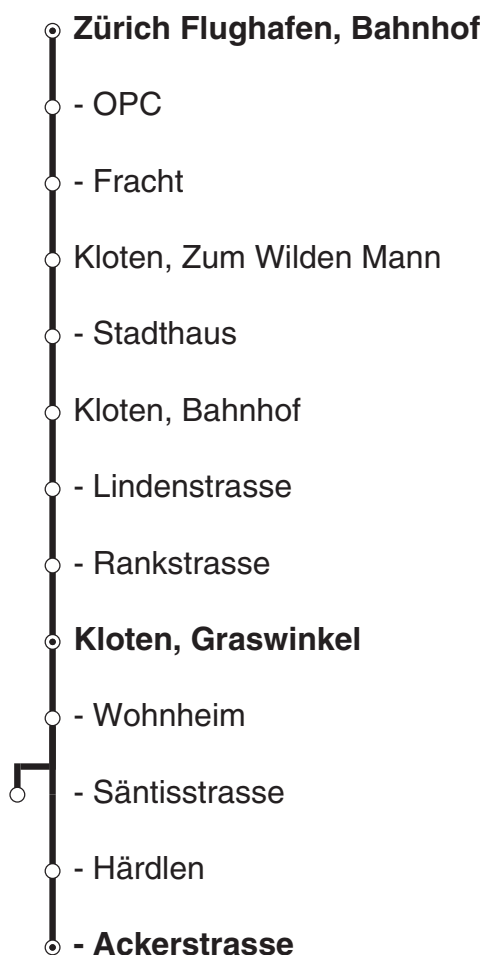 Zürich Flughafen, Bahnhof
- OPC
- Fracht
Kloten, Zum Wilden Mann
- Stadthaus
Kloten, Bahnhof
- Lindenstrasse
- Rankstrasse
Kloten, Graswinkel
- Wohnheim
- Säntisstrasse
- Härdlen
- Ackerstrasse